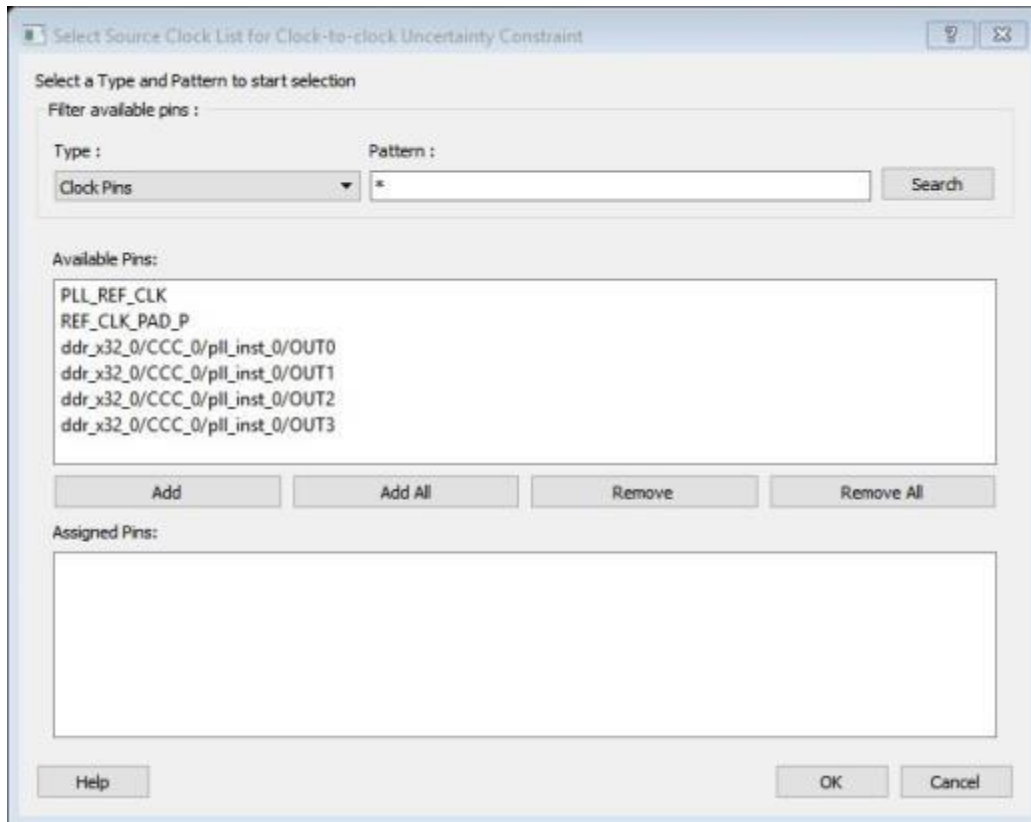 Select Source Clock List for Clock-to-clock Uncertainty Constraint
Select a Type and Pattern to start selection
Filter available pins :
Type : Pattern :
Clock Pins * Search
Available Pins:
PLL_REF_CLK
REF_CLK_PAD_P
ddr_x32_0/CCC_0/pll_inst_0/OUT0
ddr_x32_0/CCC_0/pll_inst_0/OUT1
ddr_x32_0/CCC_0/pll_inst_0/OUT2
ddr_x32_0/CCC_0/pll_inst_0/OUT3
Add Add All Remove Remove All
Assigned Pins:
Help OK Cancel